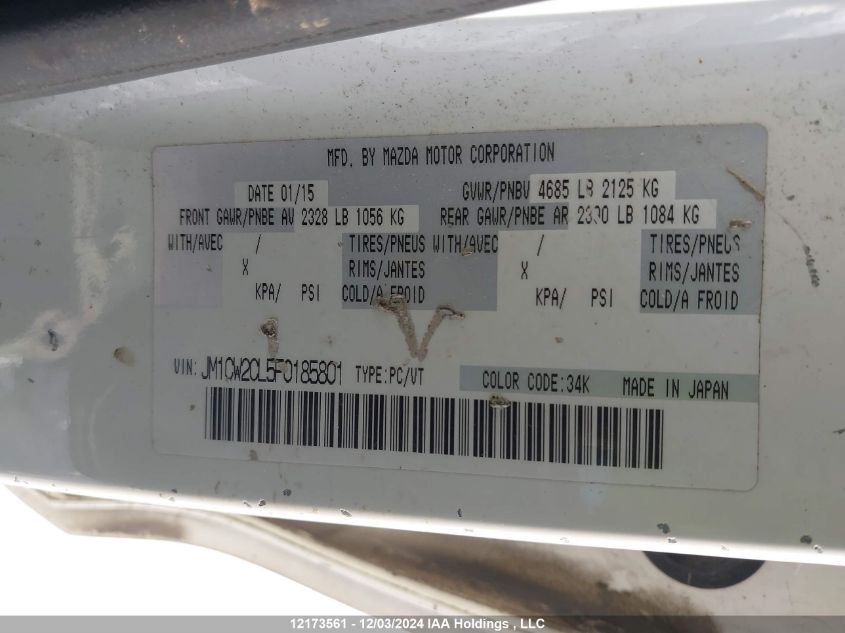 MFD. BY MAZDA MOTOR CORPORATION
DATE 01/15 GVWR/PNBV 4685 LB 2125 KG
FRONT GAWR/PNBE AV 2328 LB 1056 KG REAR GAWR/PNBE AR 2390 LB 1084 KG
WITH/AVEC / TIRES/PNEUS WITH/AVEC / TIRES/PNEUS
X RIMS/JANTES X RIMS/JANTES
KPA/ PSI COLD/A FROID KPA/ PSI COLD/A FROID
VIN: JM1CW2CL5F0185801 TYPE:PC/VT COLOR CODE:34K MADE IN JAPAN
12173561 - 12/03/2024 IAA Holdings, LLC